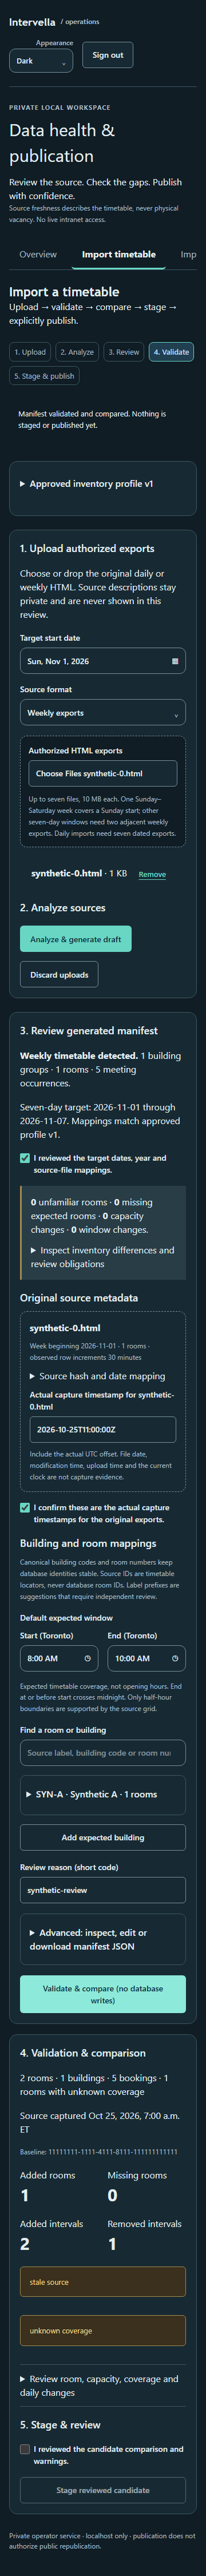 Intervella / operations
Appearance
Dark
Sign out
PRIVATE LOCAL WORKSPACE
Data health &
publication
Review the source. Check the gaps. Publish
with confidence.
Source freshness describes the timetable, never physical
vacancy. No live intranet access.
Overview
Import timetable
Imp
Import a timetable
Upload → validate → compare → stage →
explicitly publish.
1. Upload
2. Analyze
3. Review
4. Validate
5. Stage & publish
Manifest validated and compared. Nothing is
staged or published yet.
▶ Approved inventory profile v1
1. Upload authorized exports
Choose or drop the original daily or
weekly HTML. Source descriptions stay
private and are never shown in this
review.
Target start date
Sun, Nov 1, 2026
Source format
Weekly exports
Authorized HTML exports
Choose Files synthetic-0.html
Up to seven files, 10 MB each. One Sunday–
Saturday week covers a Sunday start; other
seven-day windows need two adjacent weekly
exports. Daily imports need seven dated exports.
synthetic-0.html · 1 KB Remove
2. Analyze sources
Analyze & generate draft
Discard uploads
3. Review generated manifest
Weekly timetable detected. 1 building
groups · 1 rooms · 5 meeting
occurrences.
Seven-day target: 2026-11-01 through
2026-11-07. Mappings match approved
profile v1.
I reviewed the target dates, year and
source-file mappings.
0 unfamiliar rooms · 0 missing
expected rooms · 0 capacity
changes · 0 window changes.
▶ Inspect inventory differences and
review obligations
Original source metadata
synthetic-0.html
Week beginning 2026-11-01 · 1 rooms ·
observed row increments 30 minutes
▶ Source hash and date mapping
Actual capture timestamp for synthetic-
0.html
2026-10-25T11:00:00Z
Include the actual UTC offset. File date,
modification time, upload time and the current
clock are not capture evidence.
I confirm these are the actual capture
timestamps for the original exports.
Building and room mappings
Canonical building codes and room numbers keep
database identities stable. Source IDs are timetable
locators, never database room IDs. Label prefixes are
suggestions that require independent review.
Default expected window
Start (Toronto)
End (Toronto)
8:00 AM
10:00 AM
Expected timetable coverage, not opening hours. End
at or before start crosses midnight. Only half-hour
boundaries are supported by the source grid.
Find a room or building
Source label, building code or room nu
▶ SYN-A · Synthetic A · 1 rooms
Add expected building
Review reason (short code)
synthetic-review
▶ Advanced: inspect, edit or
download manifest JSON
Validate & compare (no database
writes)
4. Validation & comparison
2 rooms · 1 buildings · 5 bookings · 1
rooms with unknown coverage
Source captured Oct 25, 2026, 7:00 a.m.
ET
Baseline: 11111111-1111-4111-8111-111111111111
Added rooms
Missing rooms
1
0
Added intervals
Removed intervals
2
1
stale source
unknown coverage
▶ Review room, capacity, coverage and
daily changes
5. Stage & review
I reviewed the candidate comparison and
warnings.
Stage reviewed candidate
Private operator service · localhost only · publication does not
authorize public republication.